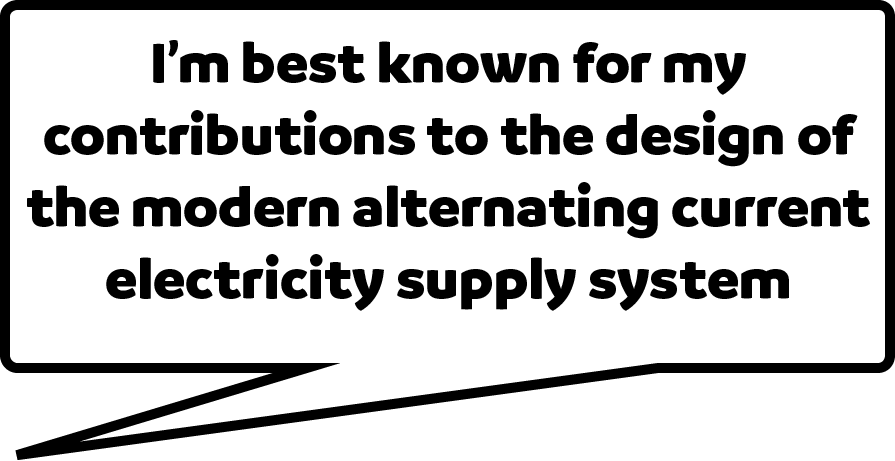 I’m best known for my
contributions to the design of
the modern alternating current
electricity supply system